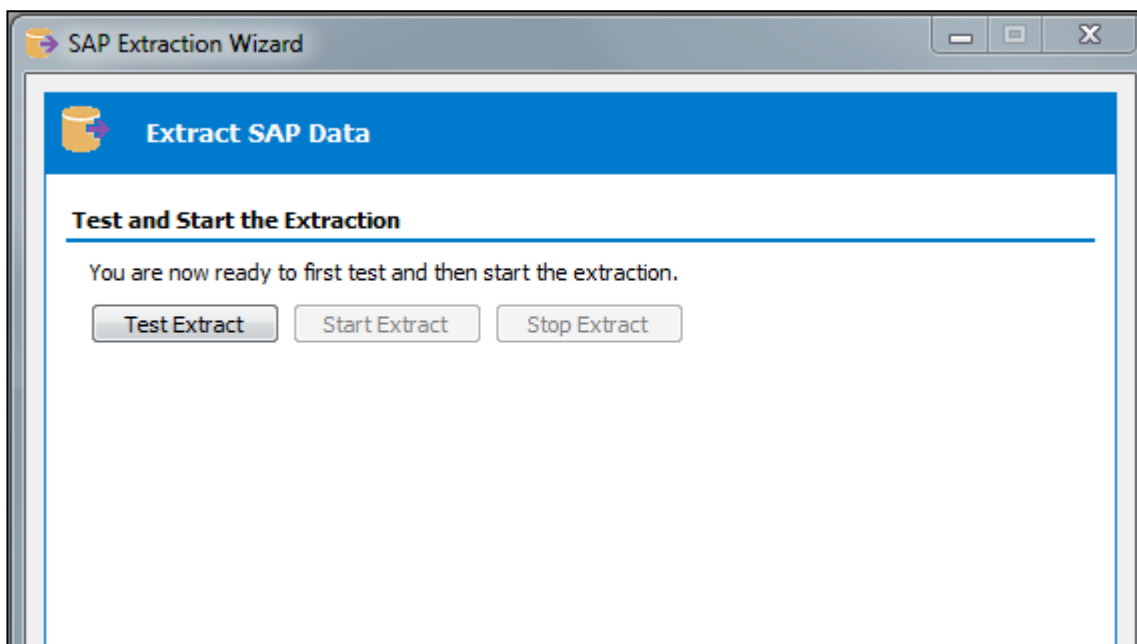 SAP Extraction Wizard
Extract SAP Data
Test and Start the Extraction
You are now ready to first test and then start the extraction.
Test Extract Start Extract Stop Extract